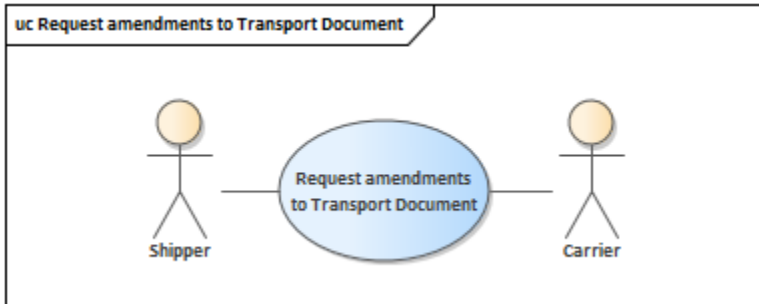 uc Request amendments to Transport Document
Request amendments
to Transport Document
Shipper
Carrier